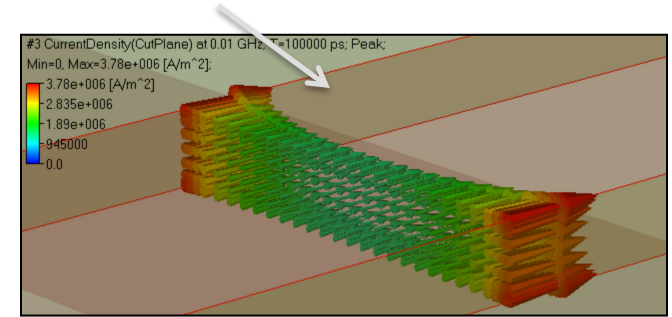 #3 CurrentDensity(CutPlane) at 0.01 GHz, T=100000 ps; Peak;
Min=0, Max=3.78e+006 [A/m^2];
3.78e+006 [A/m^2]
2.835e+006
1.89e+006
945000
0.0